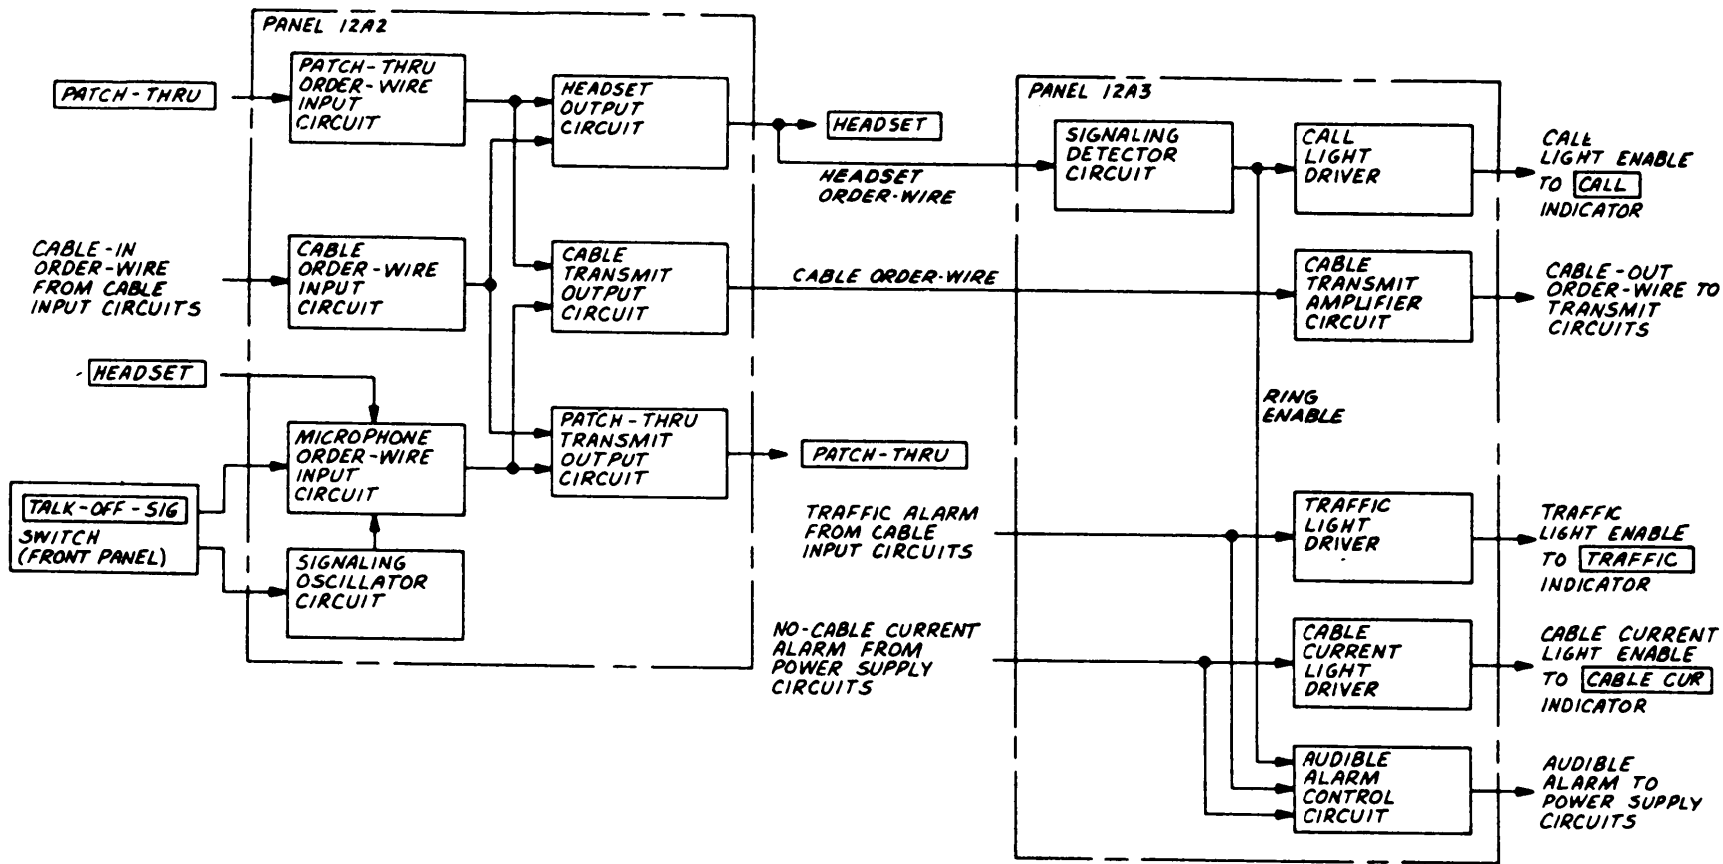 PANEL 12A2
PATCH-THRU
PATCH-THRU
ORDER-WIRE
INPUT
CIRCUIT
HEADSET
OUTPUT
CIRCUIT
HEADSET
HEADSET
ORDER-WIRE
CABLE-IN
ORDER-WIRE
FROM CABLE
INPUT CIRCUITS
CABLE
ORDER-WIRE
INPUT
CIRCUIT
CABLE
TRANSMIT
OUTPUT
CIRCUIT
CABLE ORDER-WIRE
HEADSET
MICROPHONE
ORDER-WIRE
INPUT
CIRCUIT
PATCH-THRU
TRANSMIT
OUTPUT
CIRCUIT
PATCH-THRU
TALK-OFF-SIG
SWITCH
(FRONT PANEL)
SIGNALING
OSCILLATOR
CIRCUIT
PANEL 12A3
SIGNALING
DETECTOR
CIRCUIT
CALL
LIGHT
DRIVER
CALL
LIGHT ENABLE
TO CALL
INDICATOR
CABLE
TRANSMIT
AMPLIFIER
CIRCUIT
CABLE-OUT
ORDER-WIRE TO
TRANSMIT
CIRCUITS
RING
ENABLE
TRAFFIC ALARM
FROM CABLE
INPUT CIRCUITS
TRAFFIC
LIGHT
DRIVER
TRAFFIC
LIGHT ENABLE
TO TRAFFIC
INDICATOR
NO-CABLE CURRENT
ALARM FROM
POWER SUPPLY
CIRCUITS
CABLE
CURRENT
LIGHT
DRIVER
CABLE CURRENT
LIGHT ENABLE
TO CABLE CUR
INDICATOR
AUDIBLE
ALARM
CONTROL
CIRCUIT
AUDIBLE
ALARM TO
POWER SUPPLY
CIRCUITS